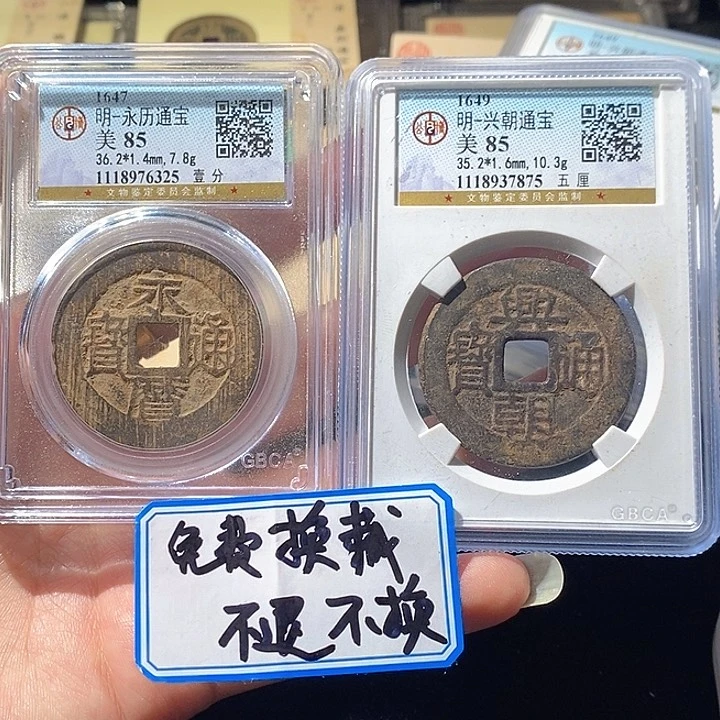 1647
明-永历通宝
美 85
36.2*1.4mm, 7.8g
1118976325 壹分
★ 文物鉴定委员会监制 ★
永曆通寳
GBCA
1649
明-兴朝通宝
美 85
35.2*1.6mm, 10.3g
1118937875 五厘
★ 文物鉴定委员会监制 ★
興朝通寶
GBCA
免费换裁
不退不换